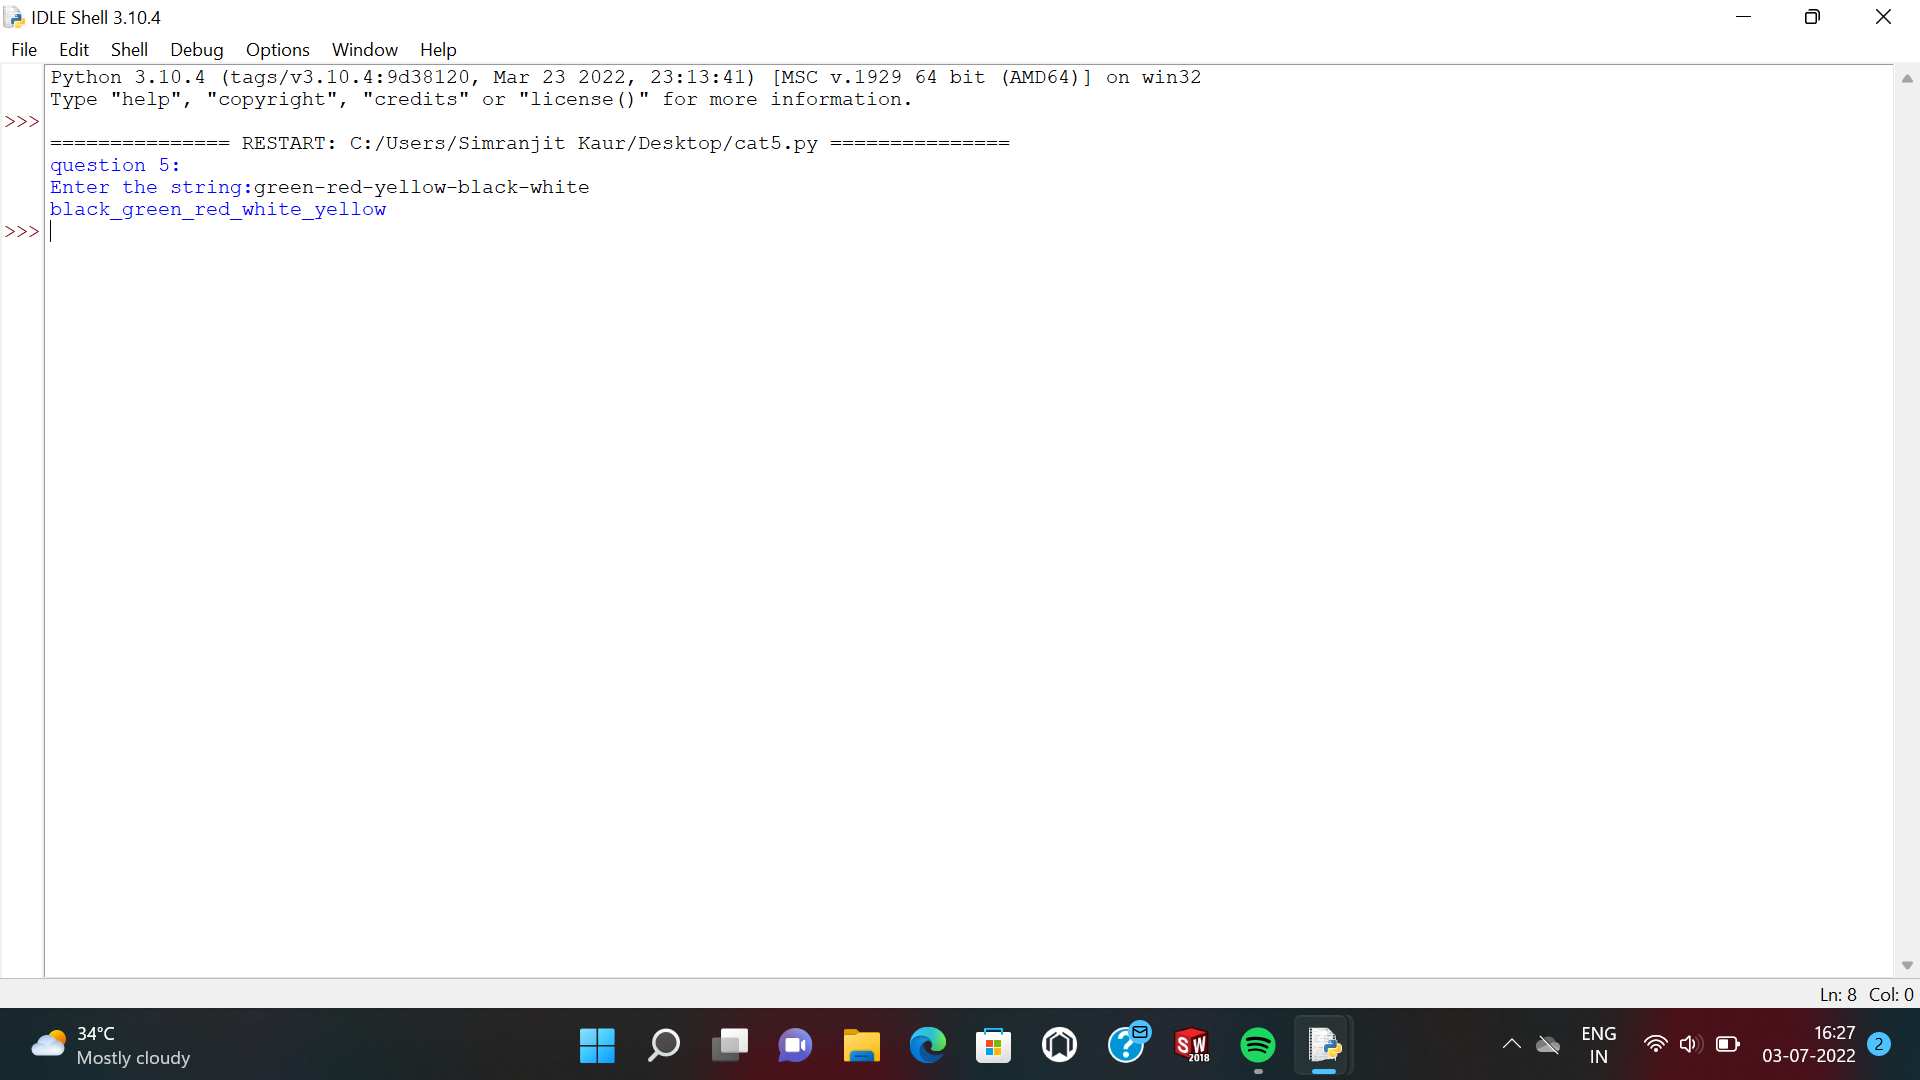 IDLE Shell 3.10.4
File Edit Shell Debug Options Window Help
Python 3.10.4 (tags/v3.10.4:9d38120, Mar 23 2022, 23:13:41) [MSC v.1929 64 bit (AMD64)] on win32
Type "help", "copyright", "credits" or "license()" for more information.
>>>
=============== RESTART: C:/Users/Simranjit Kaur/Desktop/cat5.py ===============
question 5:
Enter the string:green-red-yellow-black-white
black_green_red_white_yellow
>>>
Ln: 8 Col: 0
34°C
Mostly cloudy
SW
2018
ENG
IN
16:27
03-07-2022
2